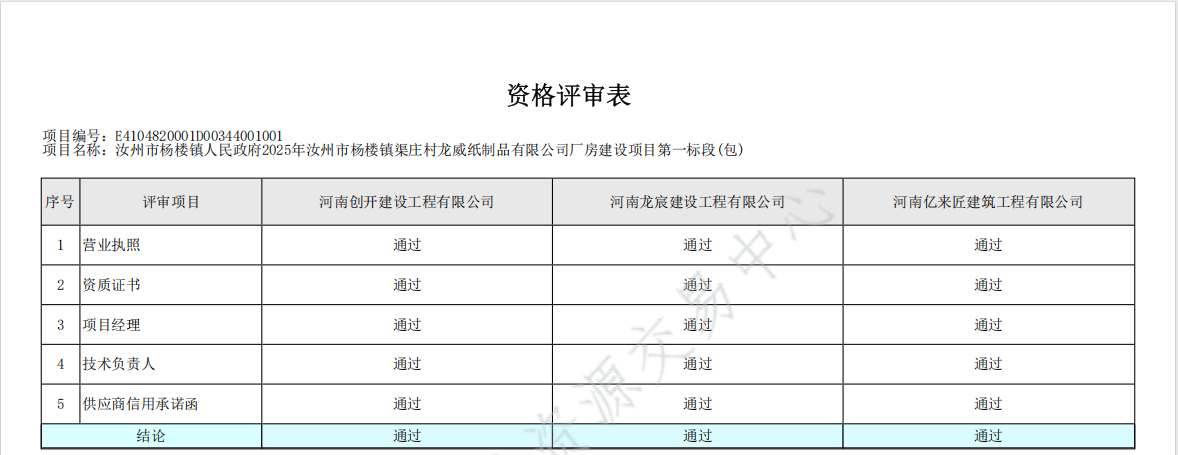 资格评审表
项目编号：E4104820001D00344001001
项目名称：汝州市杨楼镇人民政府2025年汝州市杨楼镇渠庄村龙威纸制品有限公司厂房建设项目第一标段(包)
序号 评审项目 河南创开建设工程有限公司 河南龙宸建设工程有限公司 河南亿来匠建筑工程有限公司
1 营业执照 通过 通过 通过
2 资质证书 通过 通过 通过
3 项目经理 通过 通过 通过
4 技术负责人 通过 通过 通过
5 供应商信用承诺函 通过 通过 通过
结论 通过 通过 通过
资源交易中心